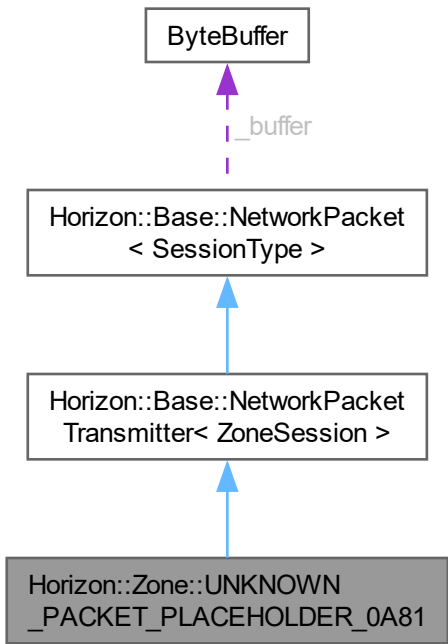 ByteBuffer
_buffer
Horizon::Base::NetworkPacket
< SessionType >
Horizon::Base::NetworkPacket
Transmitter< ZoneSession >
Horizon::Zone::UNKNOWN
_PACKET_PLACEHOLDER_0A81